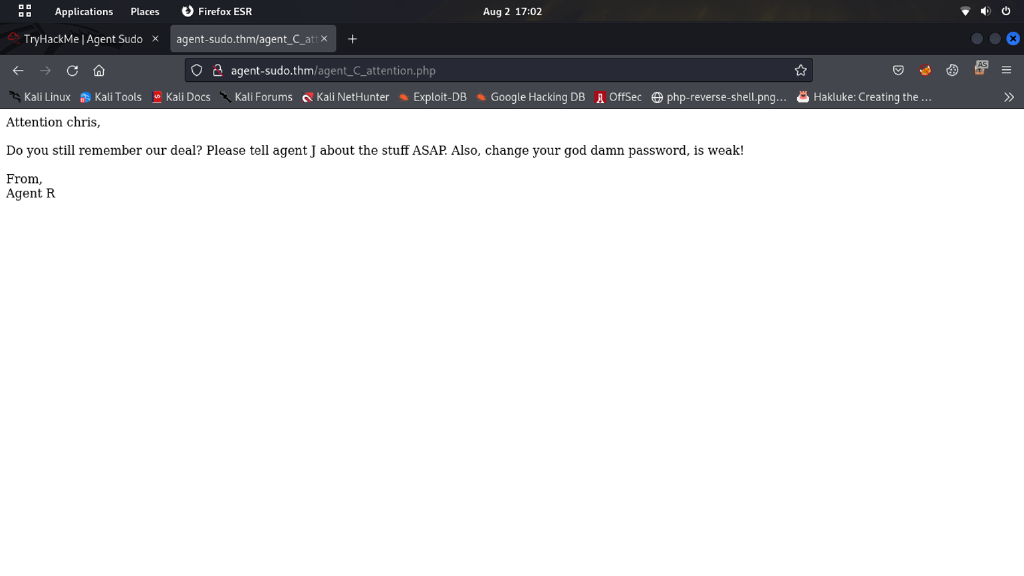 Applications Places Firefox ESR Aug 2 17:02
TryHackMe | Agent Sudo × agent-sudo.thm/agent_C_att × +
agent-sudo.thm/agent_C_attention.php AS
Kali Linux Kali Tools Kali Docs Kali Forums Kali NetHunter Exploit-DB Google Hacking DB OffSec php-reverse-shell.png... Hakluke: Creating the ... »
Attention chris,
Do you still remember our deal? Please tell agent J about the stuff ASAP. Also, change your god damn password, is weak!
From,
Agent R